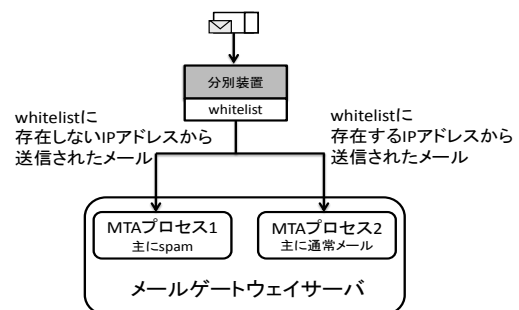 分別装置
whitelist
whitelistに
存在しないIPアドレスから
送信されたメール
whitelistに
存在するIPアドレスから
送信されたメール
MTAプロセス1
主にspam
MTAプロセス2
主に通常メール
メールゲートウェイサーバ